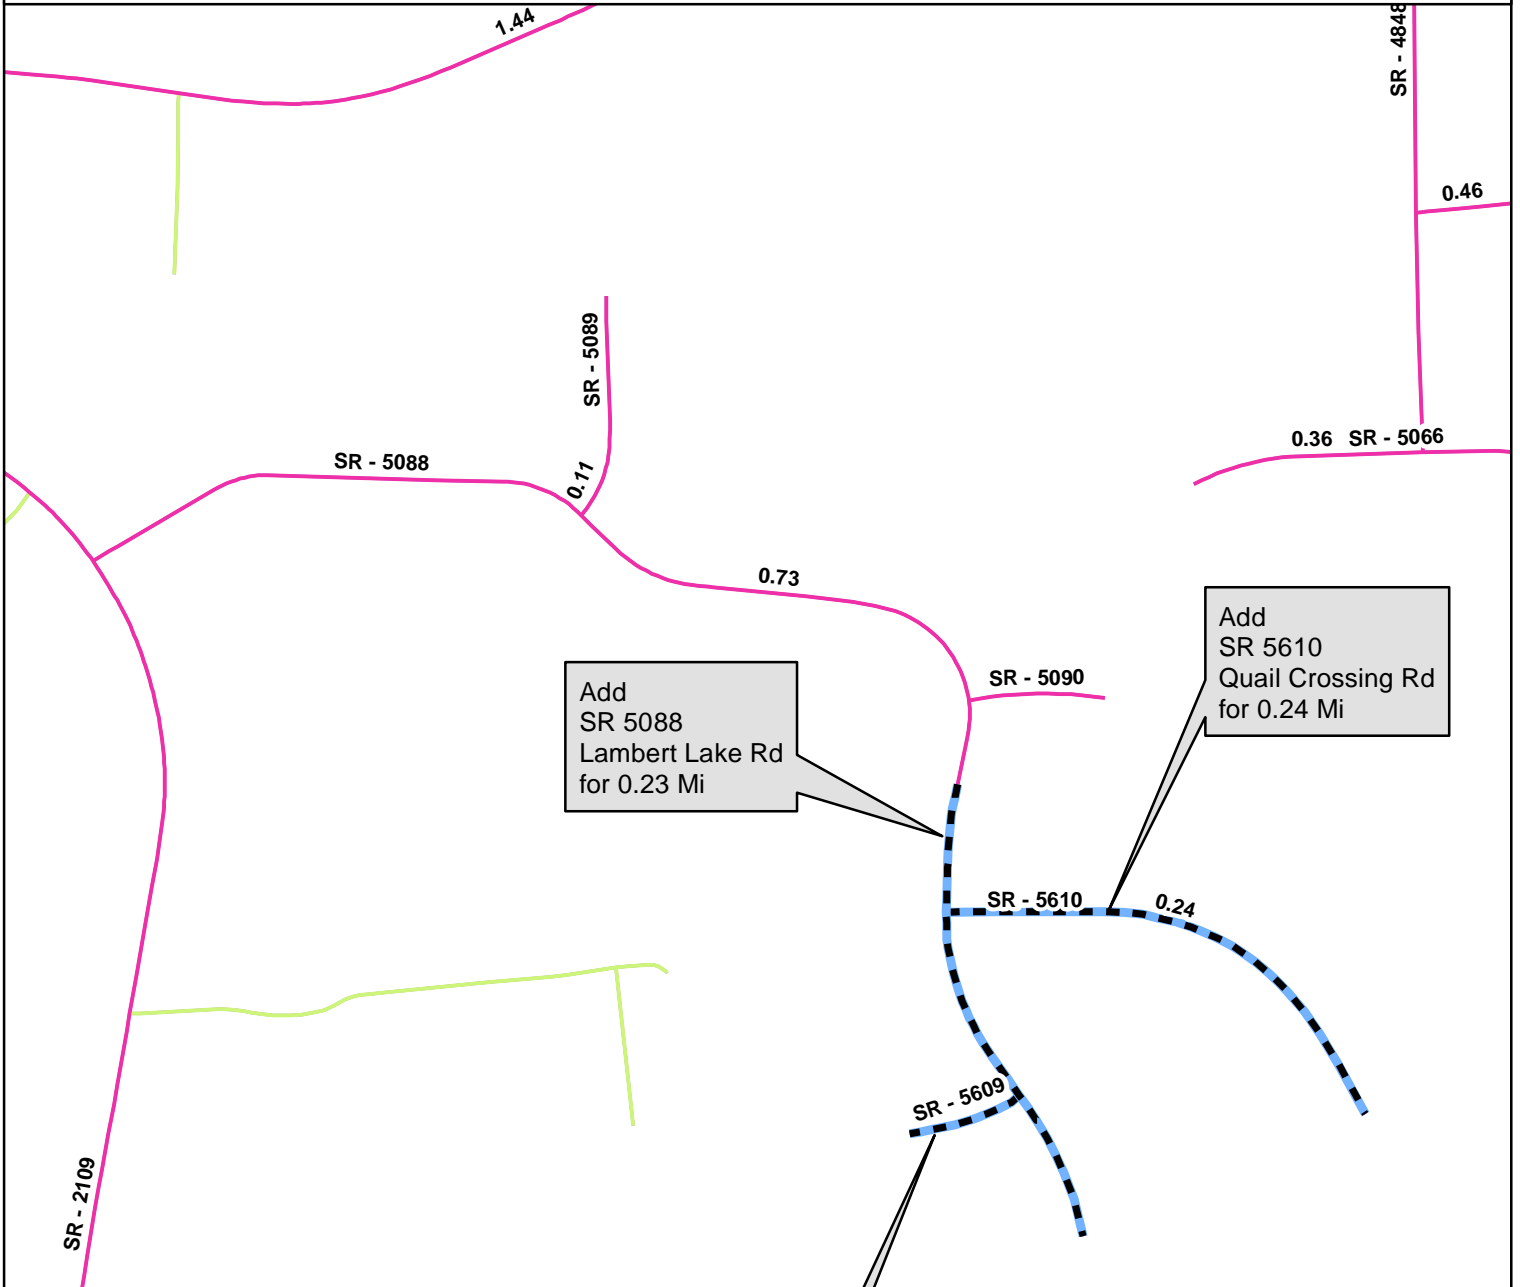 1.44
SR - 4848
0.46
SR - 5089
0.36 SR - 5066
SR - 5088
0.11
0.73
Add
SR 5610
Quail Crossing Rd
for 0.24 Mi
SR - 5090
Add
SR 5088
Lambert Lake Rd
for 0.23 Mi
SR - 5610
0.24
SR - 5609
SR - 2109